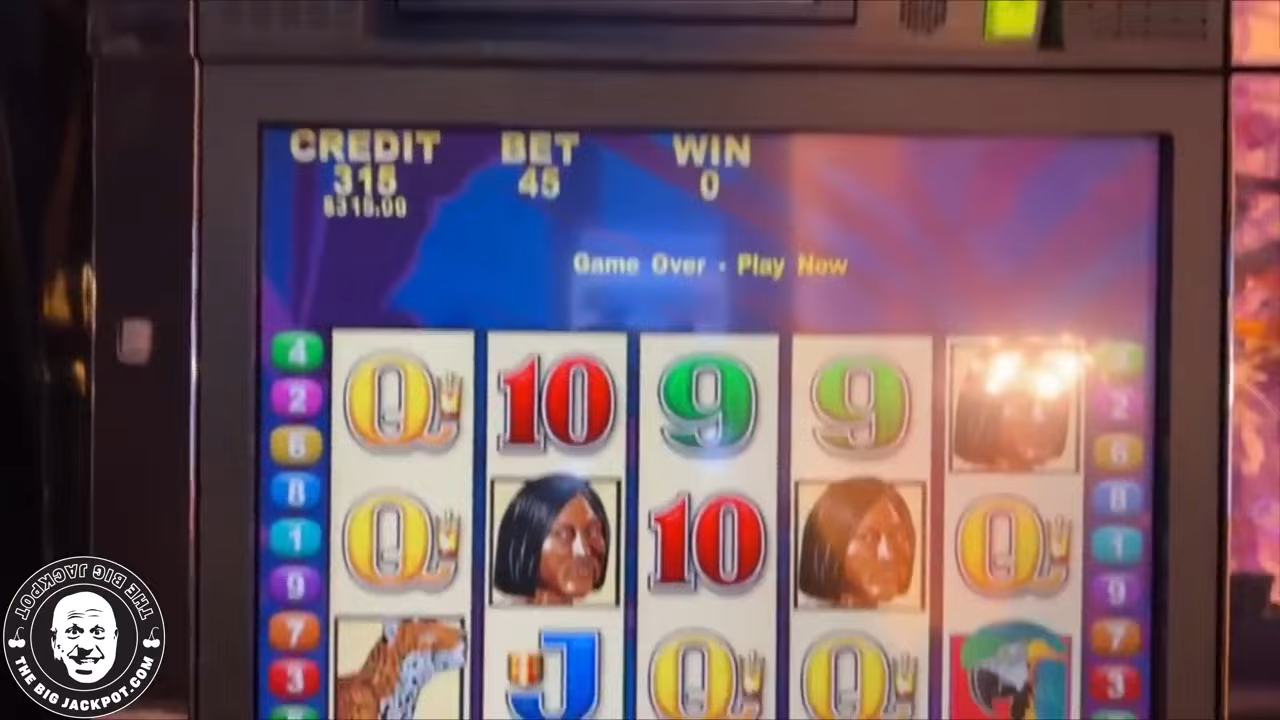 CREDIT BET WIN
315 45 0
$315.00
Game Over - Play Now
4 Q 10 9 9
2 2
6 6
8 8
Q 10 Q
1 1
9 9
7 7
J Q Q
3 3
THE BIG JACKPOT
THE BIG JACKPOT.COM